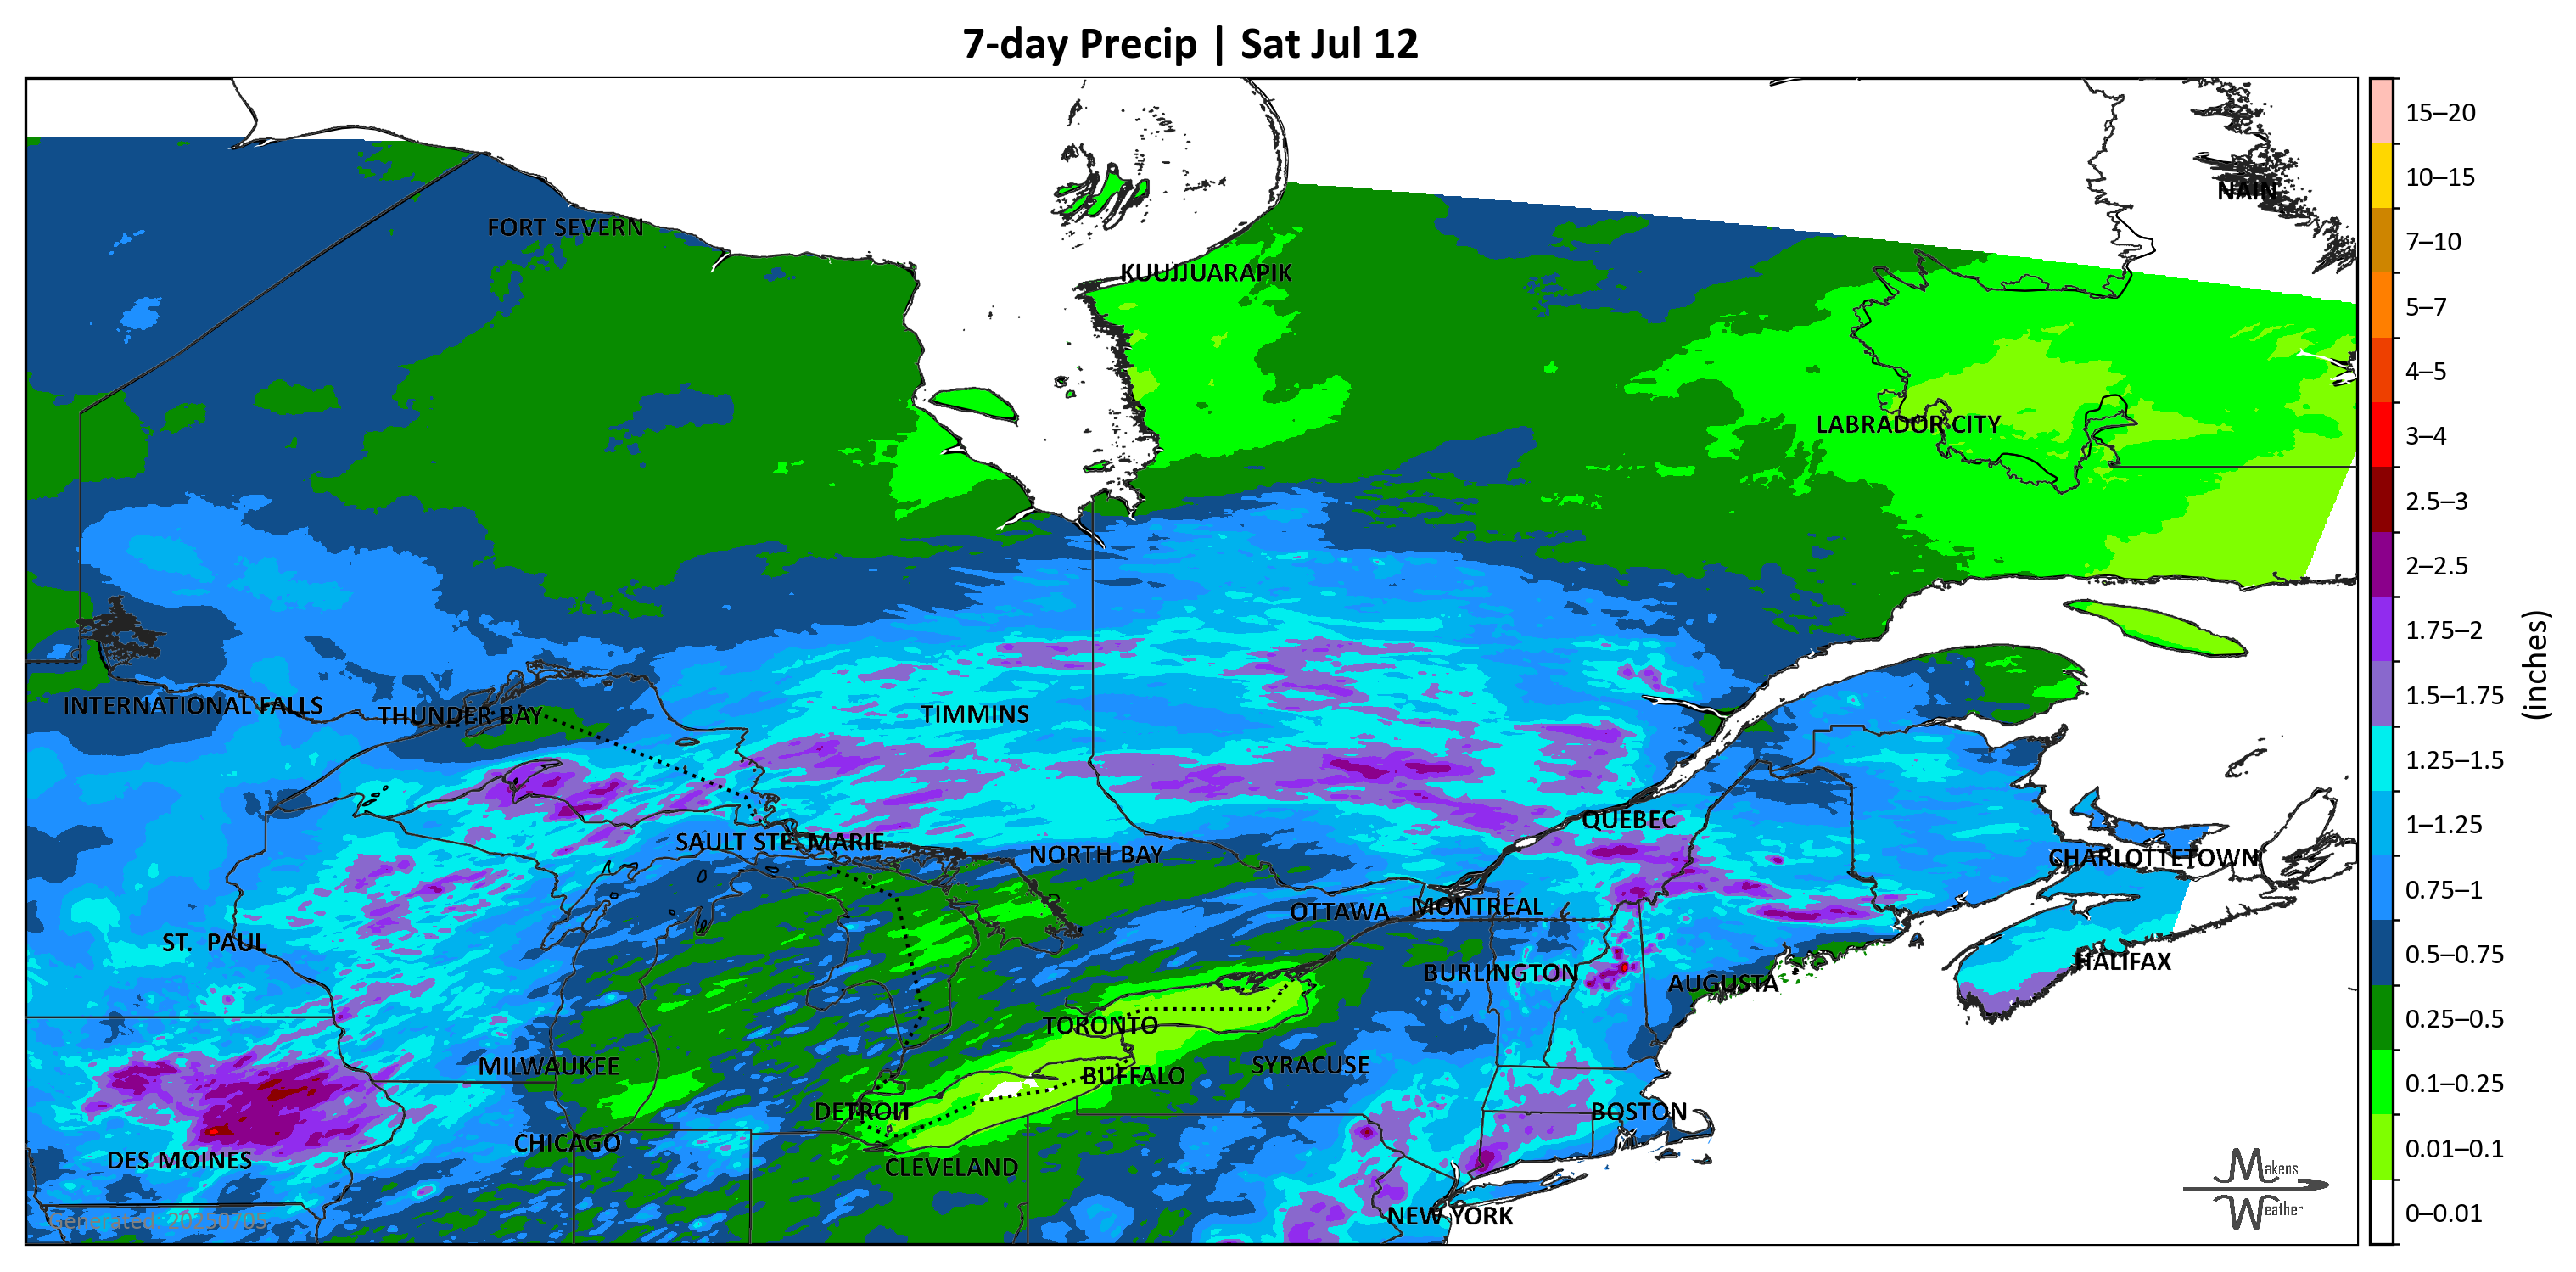 7-day Precip | Sat Jul 12
15–20
NAIN
10–15
FORT SEVERN
7–10
KUUJJUARAPIK
5–7
4–5
LABRADOR CITY
3–4
2.5–3
2–2.5
1.75–2
(inches)
INTERNATIONAL FALLS
THUNDER BAY
TIMMINS
1.5–1.75
1.25–1.5
QUEBEC
1–1.25
SAULT STE. MARIE
NORTH BAY
CHARLOTTETOWN
0.75–1
OTTAWA
MONTRÉAL
ST. PAUL
0.5–0.75
BURLINGTON
AUGUSTA
HALIFAX
TORONTO
0.25–0.5
MILWAUKEE
SYRACUSE
BUFFALO
0.1–0.25
DETROIT
BOSTON
CHICAGO
0.01–0.1
DES MOINES
CLEVELAND
Makens
Weather
Generated: 20250705
NEW YORK
0–0.01